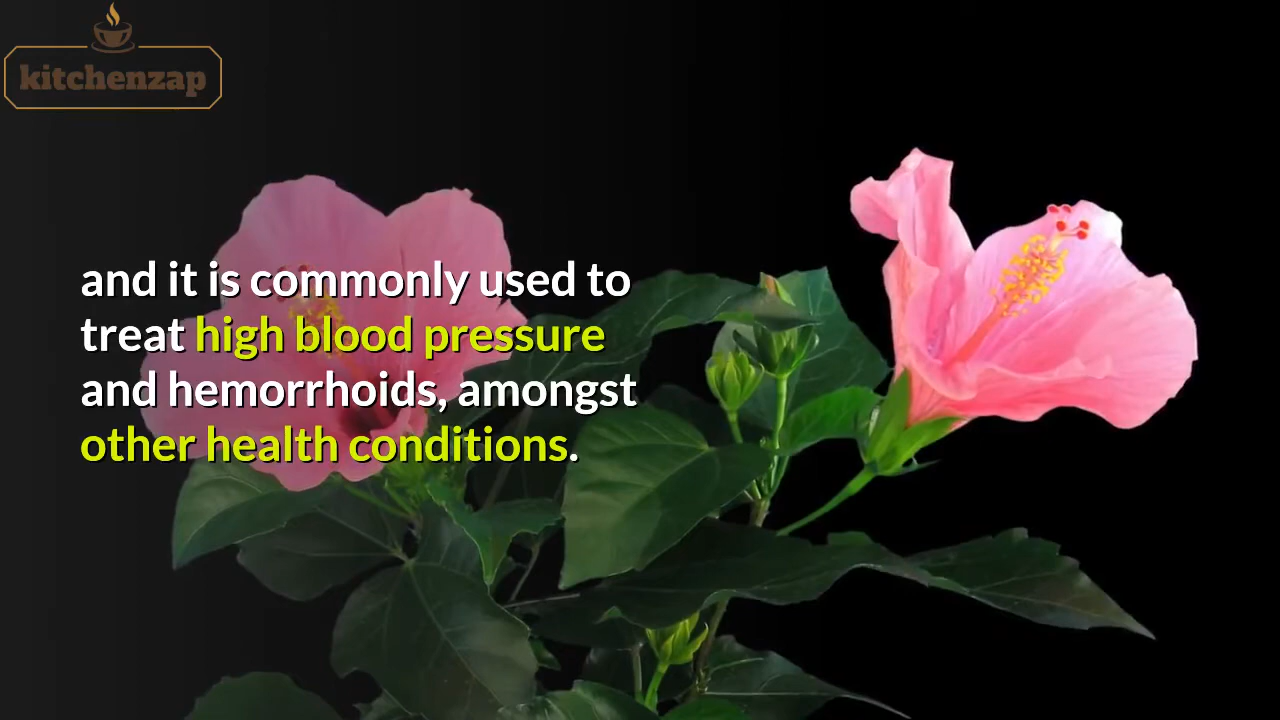 kitchenzap
and it is commonly used to
treat high blood pressure
and hemorrhoids, amongst
other health conditions.